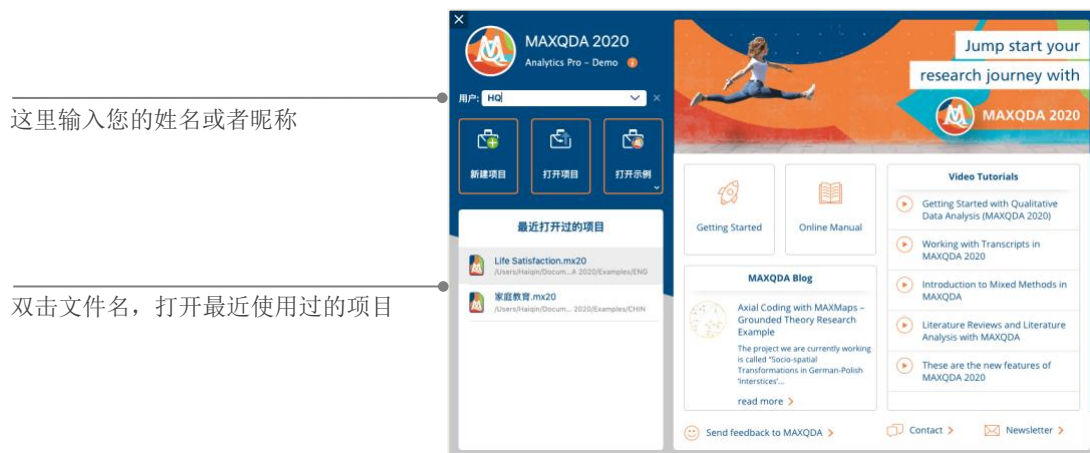 这里输入您的姓名或者昵称
双击文件名，打开最近使用过的项目
MAXQDA 2020
Analytics Pro – Demo
用户: HQ
新建项目
打开项目
打开示例
最近打开过的项目
Life Satisfaction.mx20
/Users/Haiqin/Docum...A 2020/Examples/ENG
家庭教育.mx20
/Users/Haiqin/Docum... 2020/Examples/CHIN
Jump start your
research journey with
MAXQDA 2020
Getting Started
Online Manual
MAXQDA Blog
Axial Coding with MAXMaps –
Grounded Theory Research
Example
The project we are currently working
is called "Socio-spatial
Transformations in German-Polish
'Interstices'...
read more
Video Tutorials
Getting Started with Qualitative
Data Analysis (MAXQDA 2020)
Working with Transcripts in
MAXQDA 2020
Introduction to Mixed Methods in
MAXQDA
Literature Reviews and Literature
Analysis with MAXQDA
These are the new features of
MAXQDA 2020
Send feedback to MAXQDA
Contact
Newsletter